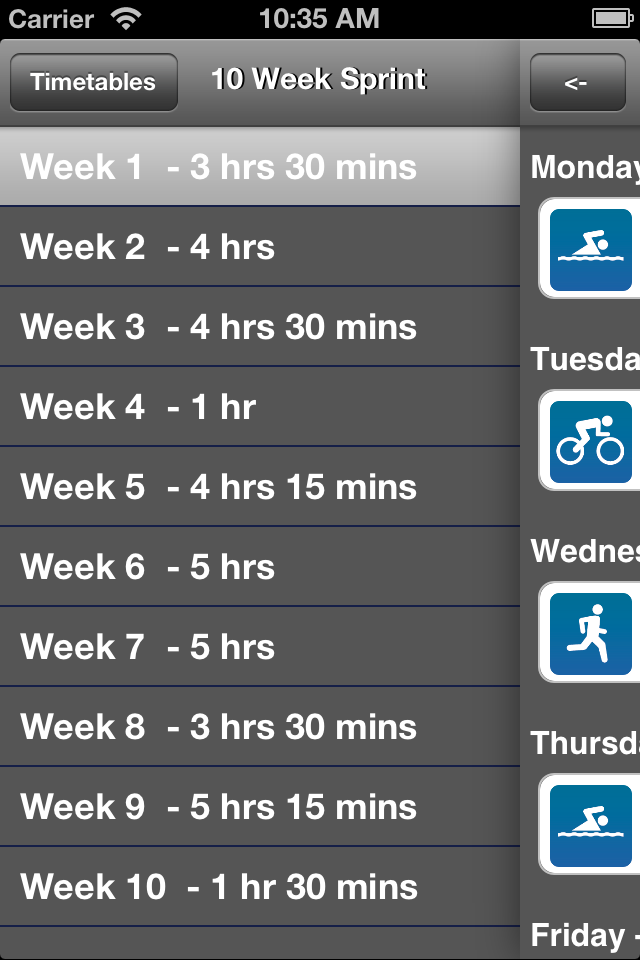 Carrier 10:35 AM
Timetables 10 Week Sprint <-
Week 1 - 3 hrs 30 mins
Week 2 - 4 hrs
Week 3 - 4 hrs 30 mins
Week 4 - 1 hr
Week 5 - 4 hrs 15 mins
Week 6 - 5 hrs
Week 7 - 5 hrs
Week 8 - 3 hrs 30 mins
Week 9 - 5 hrs 15 mins
Week 10 - 1 hr 30 mins
Monday
Tuesda
Wednes
Thursda
Friday -